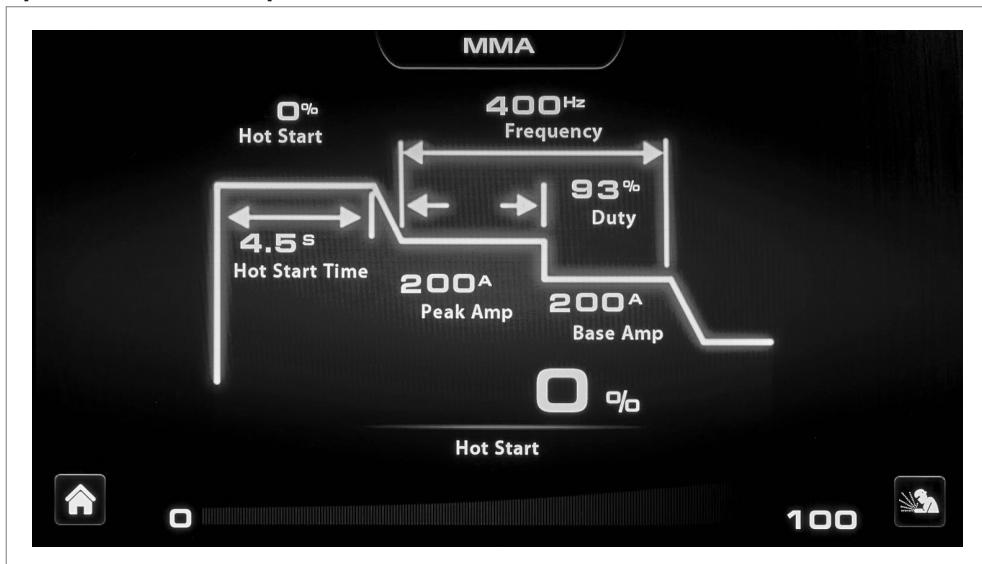 MMA
0%
Hot Start
400Hz
Frequency
93%
Duty
4.5 S
Hot Start Time
200A
Peak Amp
200A
Base Amp
0 %
Hot Start
0
100